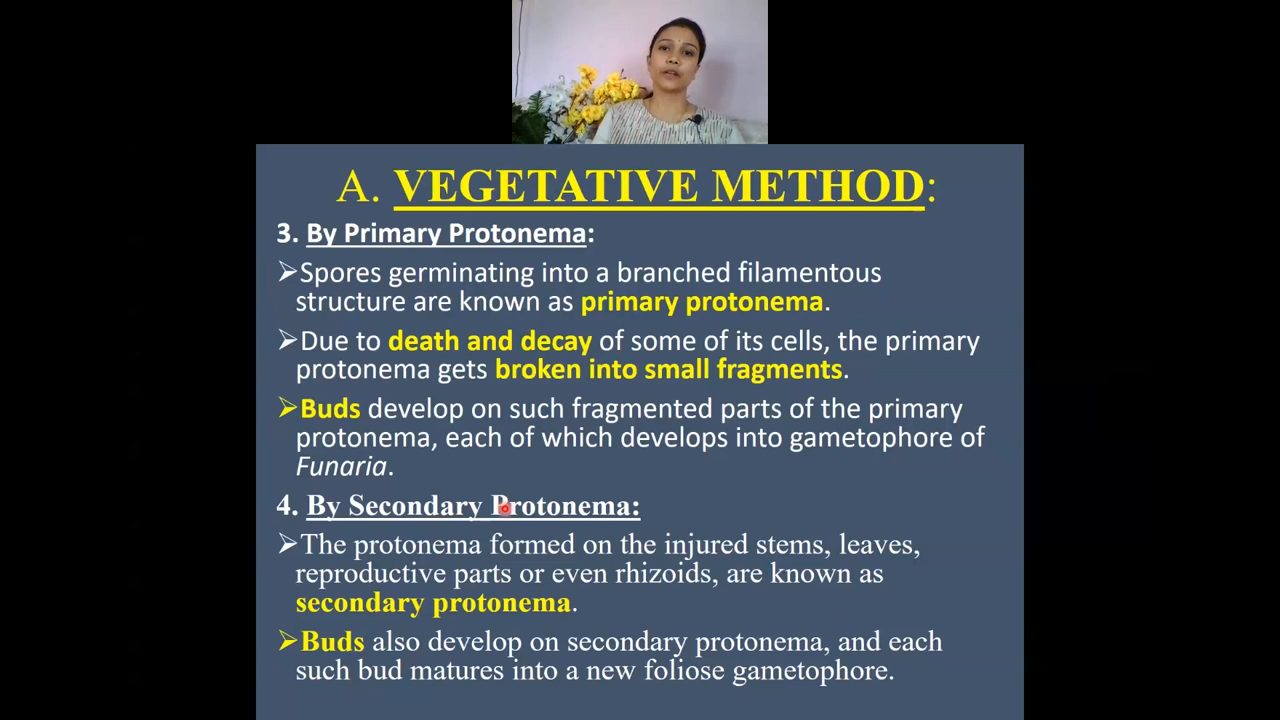 A. VEGETATIVE METHOD:
3. By Primary Protonema:
➢Spores germinating into a branched filamentous
structure are known as primary protonema.
➢Due to death and decay of some of its cells, the primary
protonema gets broken into small fragments.
➢Buds develop on such fragmented parts of the primary
protonema, each of which develops into gametophore of
Funaria.
4. By Secondary Protonema:
➢The protonema formed on the injured stems, leaves,
reproductive parts or even rhizoids, are known as
secondary protonema.
➢Buds also develop on secondary protonema, and each
such bud matures into a new foliose gametophore.